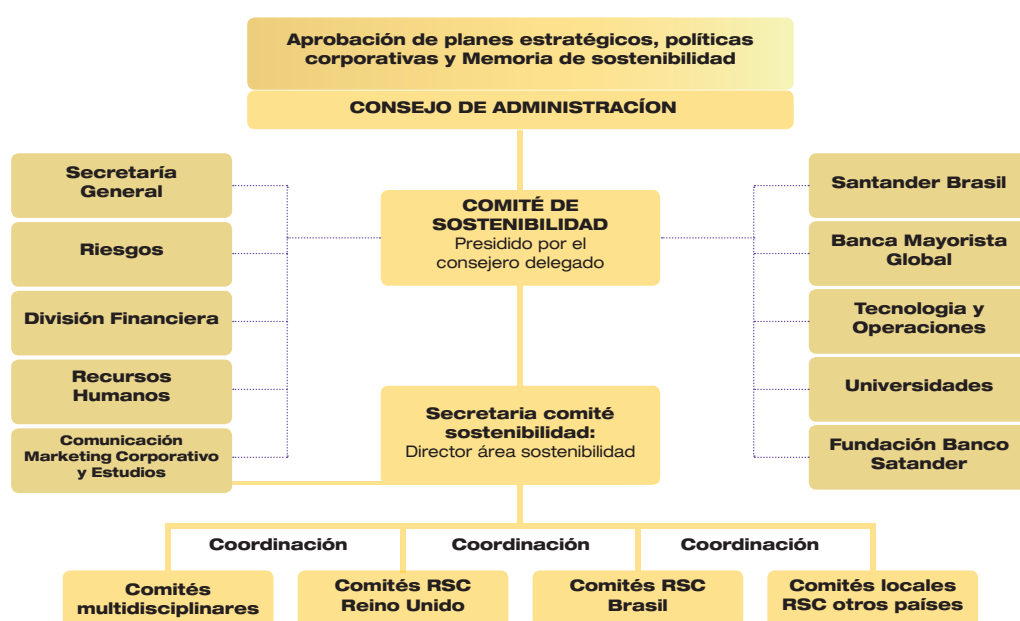 Aprobación de planes estratégicos, políticas
corporativas y Memoria de sostenibilidad
CONSEJO DE ADMINISTRACÍON
Secretaría
General
Riesgos
División Financiera
Recursos
Humanos
Comunicación
Marketing Corporativo
y Estudios
COMITÉ DE
SOSTENIBILIDAD
Presidido por el
consejero delegado
Secretaria comité
sostenibilidad:
Director área sostenibilidad
Santander Brasil
Banca Mayorista
Global
Tecnologia y
Operaciones
Universidades
Fundación Banco
Satander
Coordinación
Coordinación
Coordinación
Comités
multidisciplinares
Comités RSC
Reino Unido
Comités RSC
Brasil
Comités locales
RSC otros países